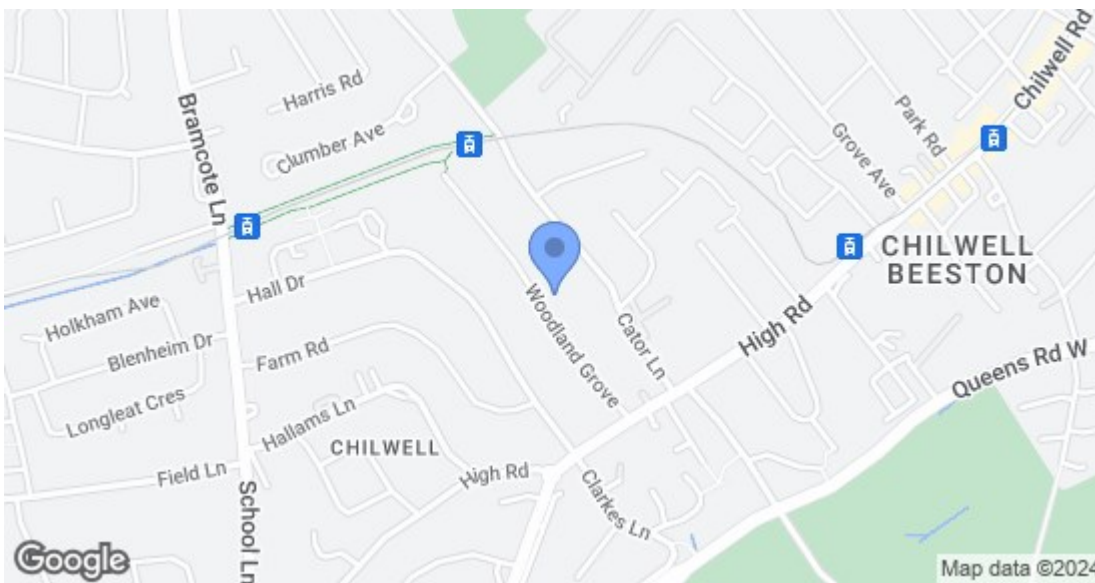 Chilwell Rd
Harris Rd
Bramcote Ln
Park Rd
Clumber Ave
Grove Ave
CHILWELL
BEESTON
Hall Dr
Holkham Ave
Woodland Grove
Cator Ln
High Rd
Blenheim Dr
Farm Rd
Queens Rd W
Longleat Cres
Hallams Ln
CHILWELL
Field Ln
High Rd
School Ln
Clarkes Ln
Google
Map data ©2024